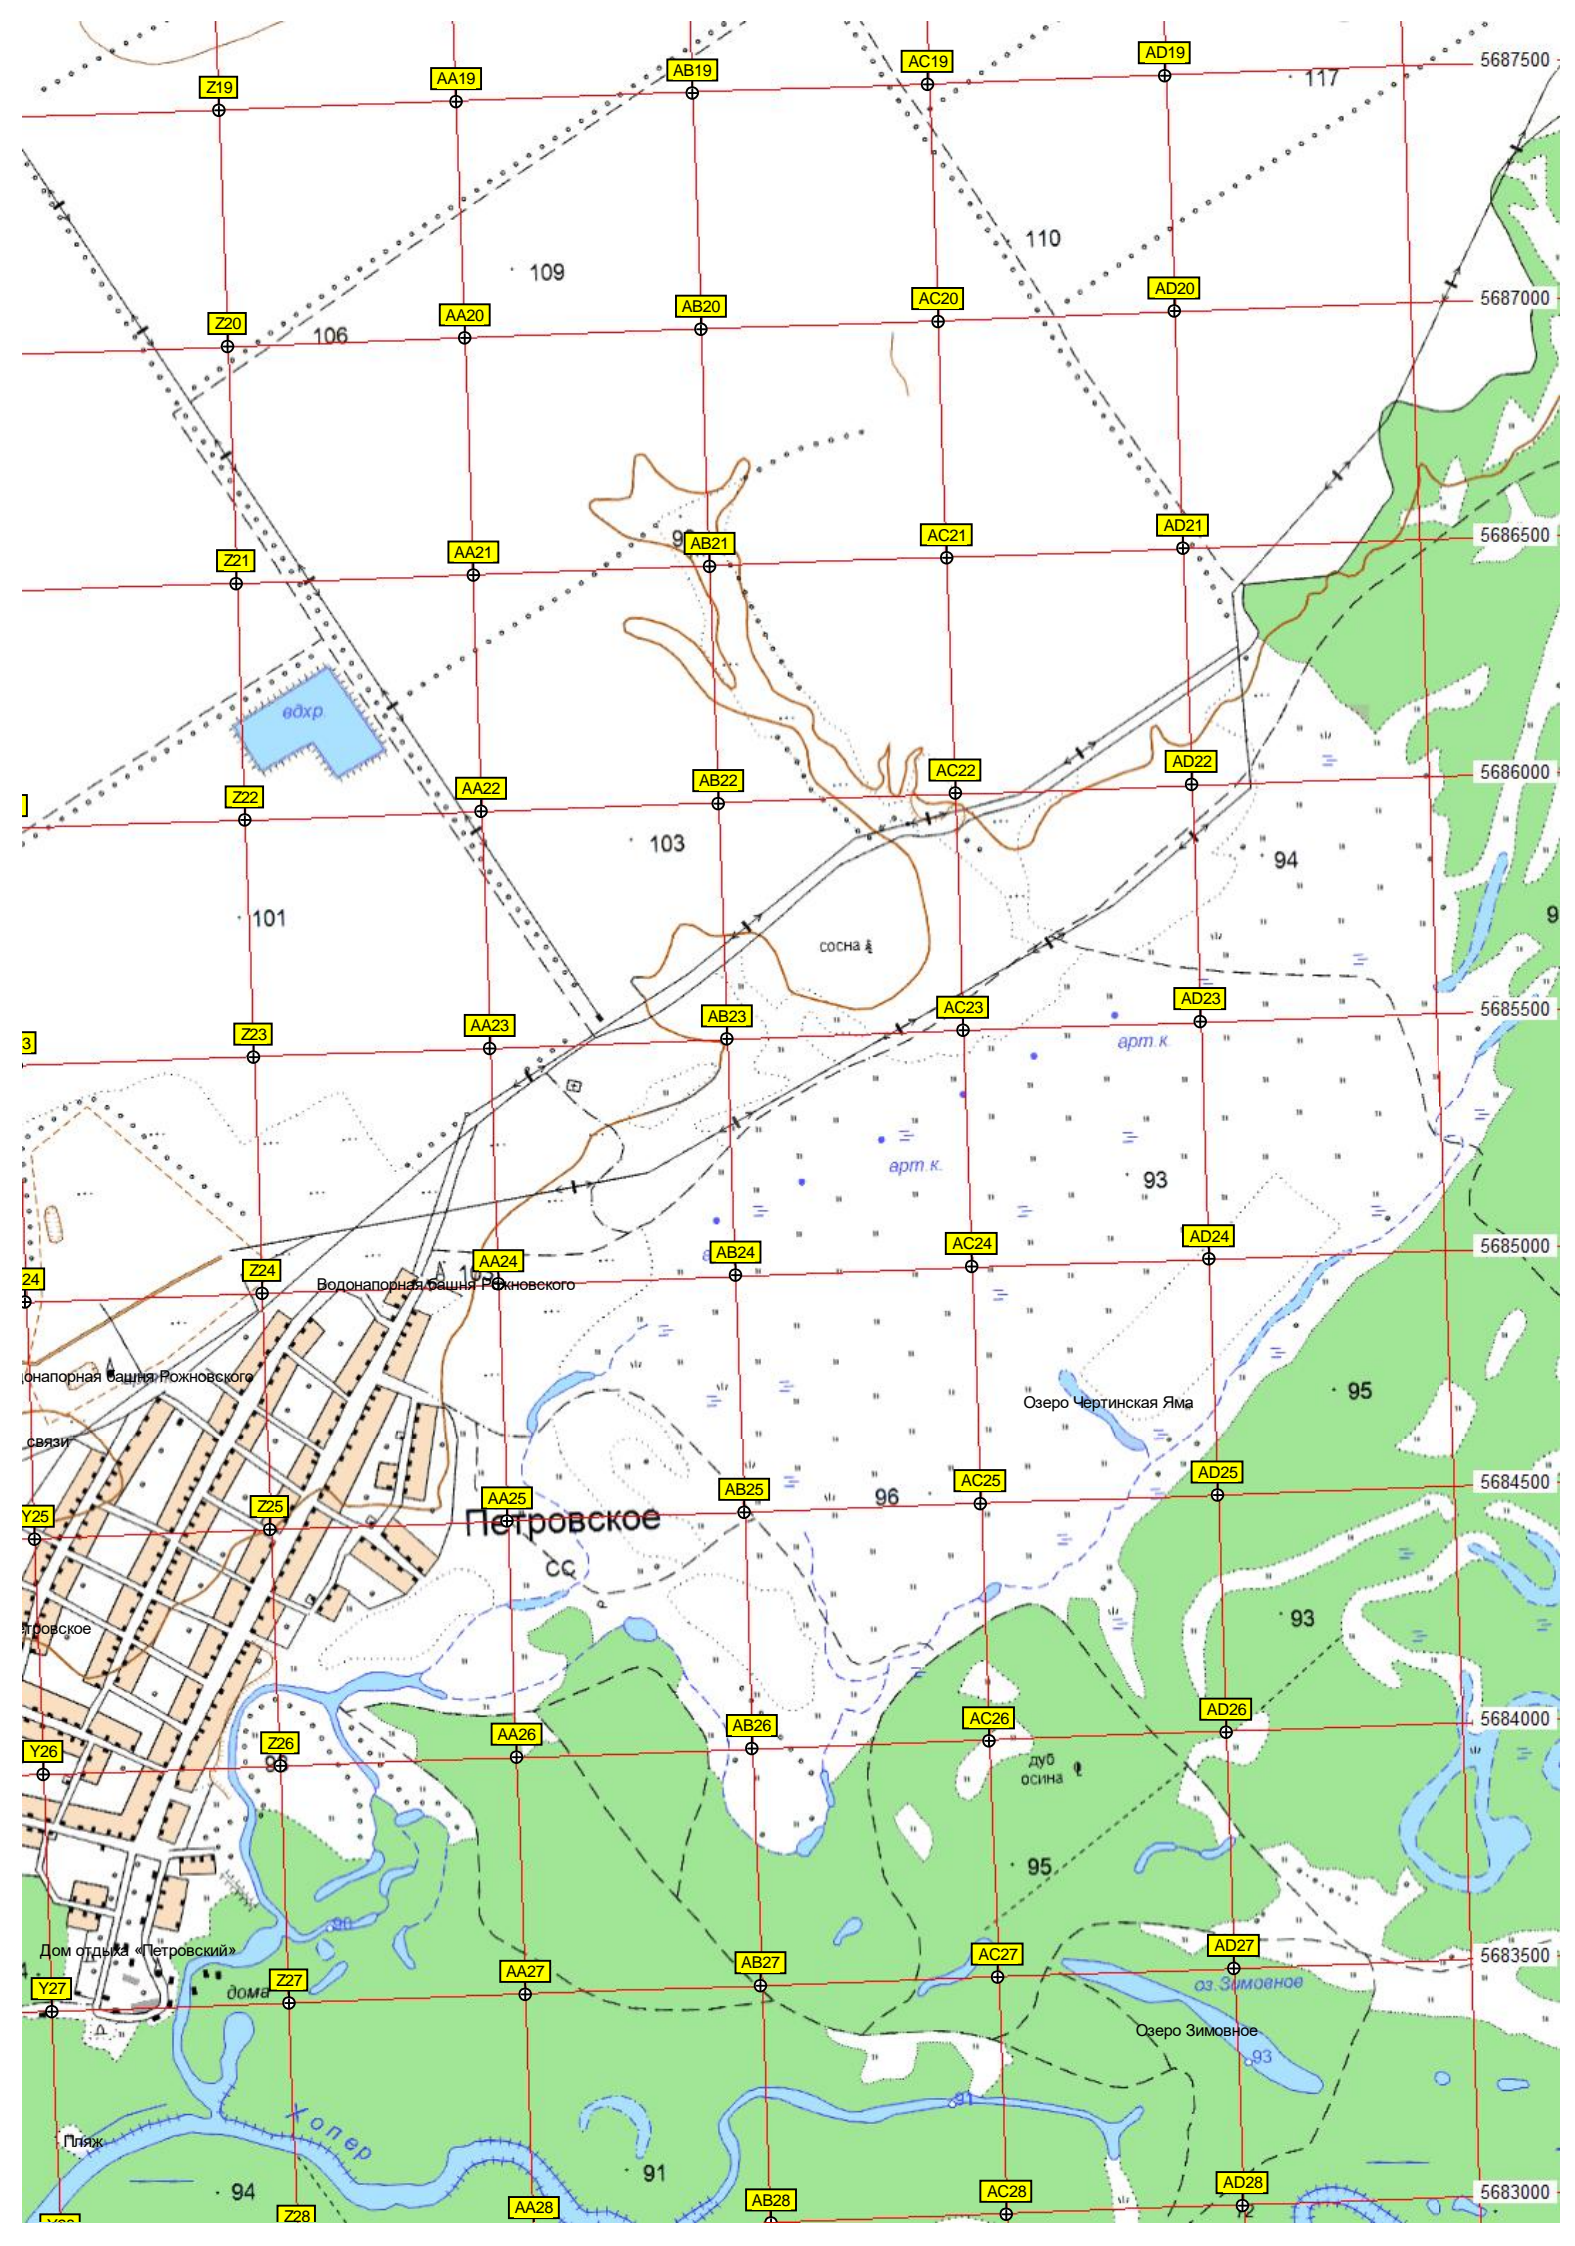 5687500
AD19
AC19
AB19
AA19
Z19
117
110
109
5687000
AD20
AC20
AB20
AA20
Z20
106
5686500
AD21
AC21
AB21
AA21
Z21
вдхр.
5686000
AD22
AC22
AB22
AA22
Z22
103
94
101
9
сосна
5685500
AD23
AC23
AB23
AA23
Z23
3
арт.к.
арт.к.
93
5685000
AD24
AC24
AB24
AA24
Z24
24
Водонапорная башня Рожновского
онапорная башня Рожновского
95
Озеро Чертинская Яма
связи
5684500
AD25
AC25
AB25
AA25
Z25
Y25
96
Петровское
СС
93
тровское
5684000
AD26
AC26
AB26
AA26
Z26
Y26
дуб
осина
95
90
Дом отдыха «Петровский»
5683500
AD27
AC27
AB27
AA27
Z27
Y27
дома
оз.Зимовное
Озеро Зимовное
93
91
Хопер
Пляж
91
94
5683000
AD28
AC28
AB28
AA28
Z28